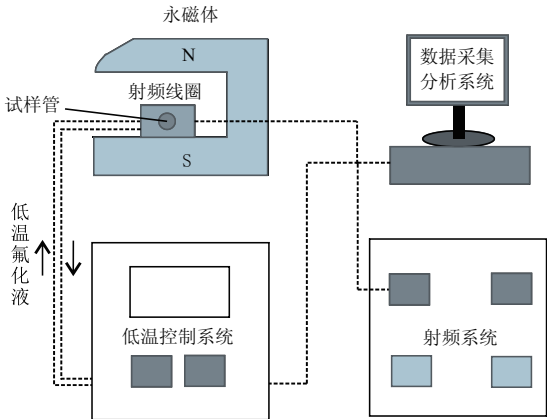 永磁体
N
数据采集
分析系统
射频线圈
试样管
S
低温氟化液
低温控制系统
射频系统